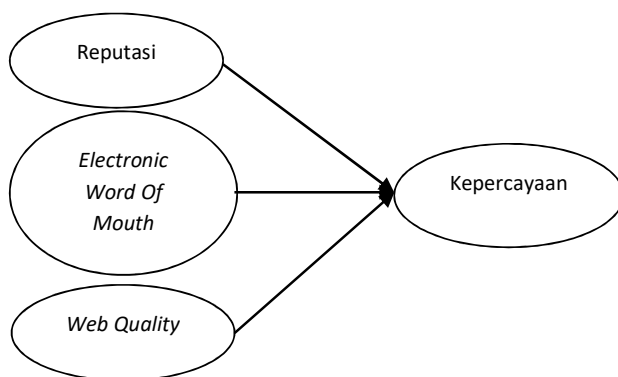 Reputasi
Electronic
Word Of
Mouth
Kepercayaan
Web Quality